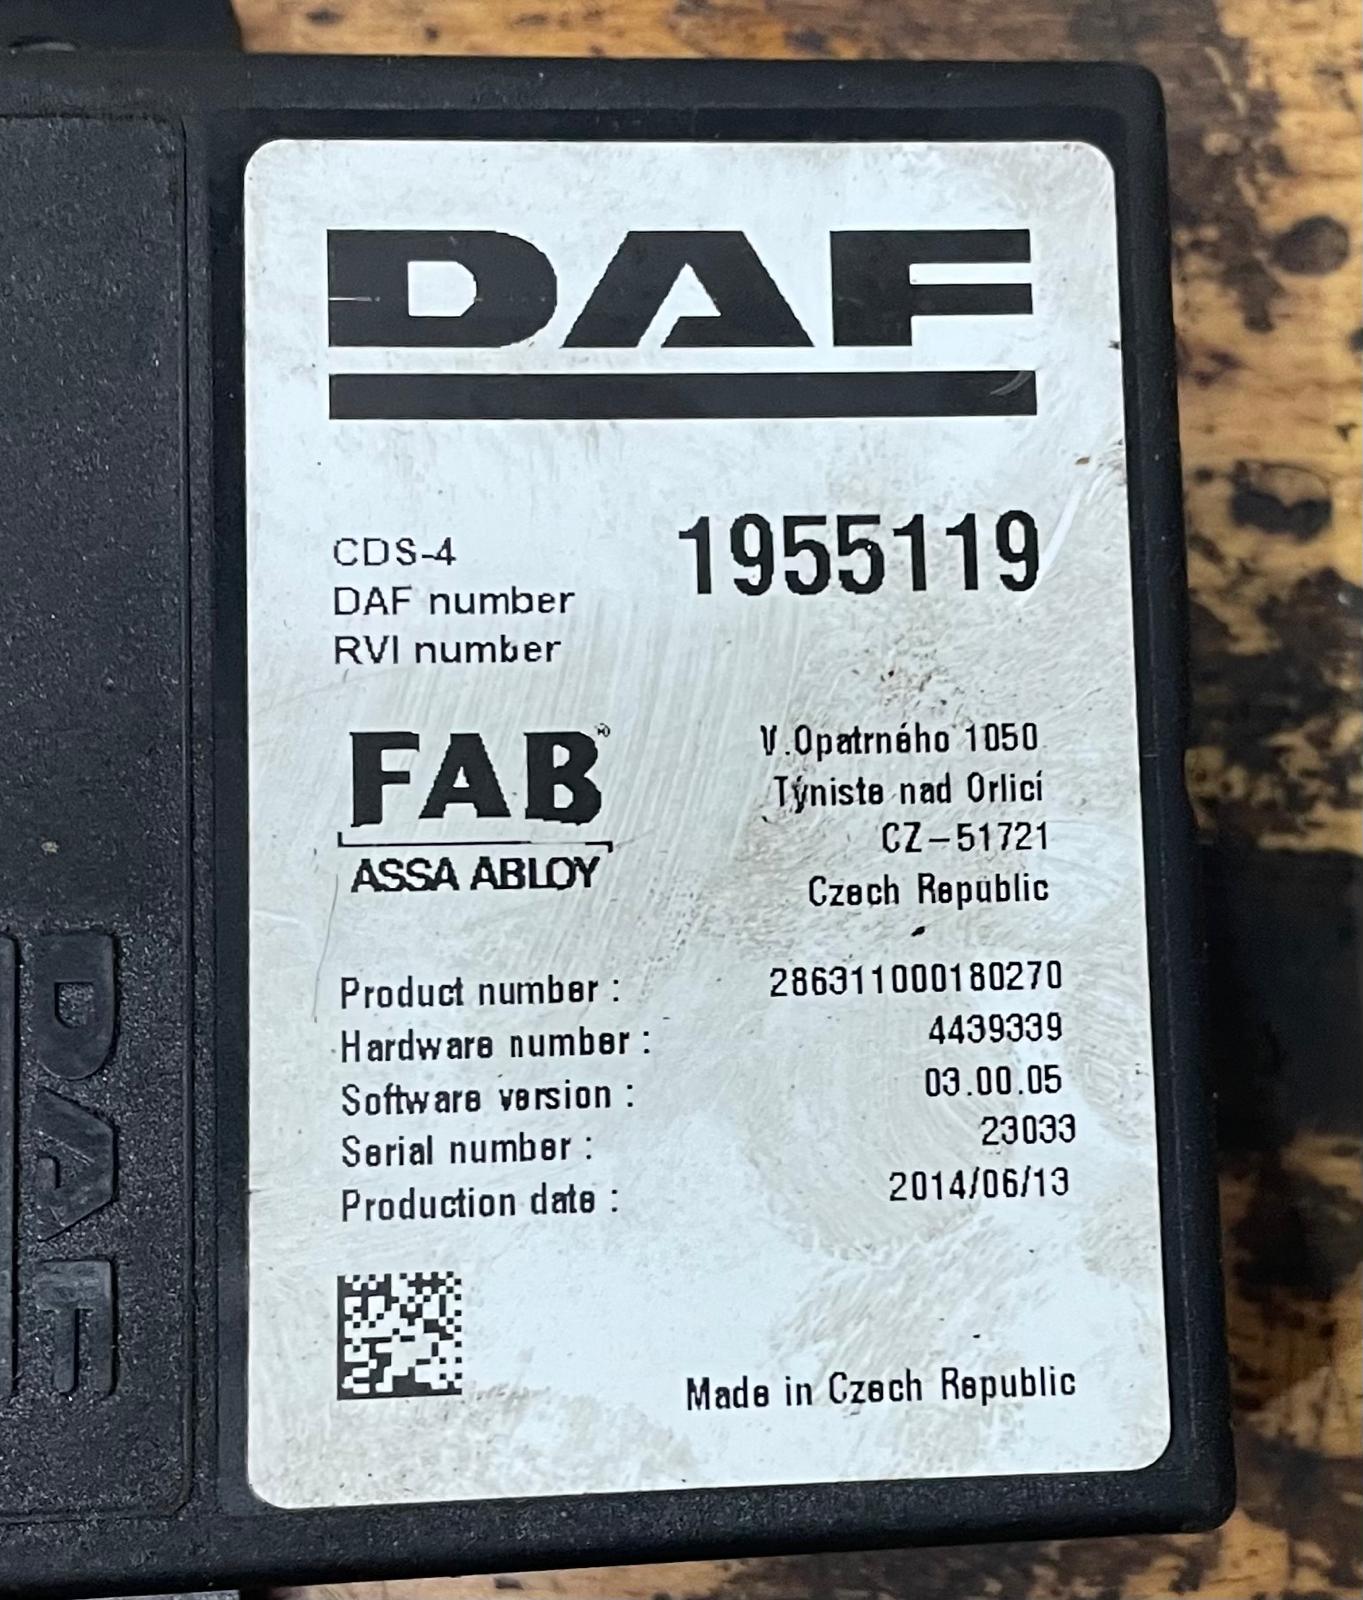 DAF
CDS-4
DAF number 1955119
RVI number
FAB®
ASSA ABLOY
V.Opatrného 1050
Týniste nad Orlicí
CZ-51721
Czech Republic
Product number : 286311000180270
Hardware number : 4439339
Software version : 03.00.05
Serial number : 23033
Production date : 2014/06/13
Made in Czech Republic
DAF